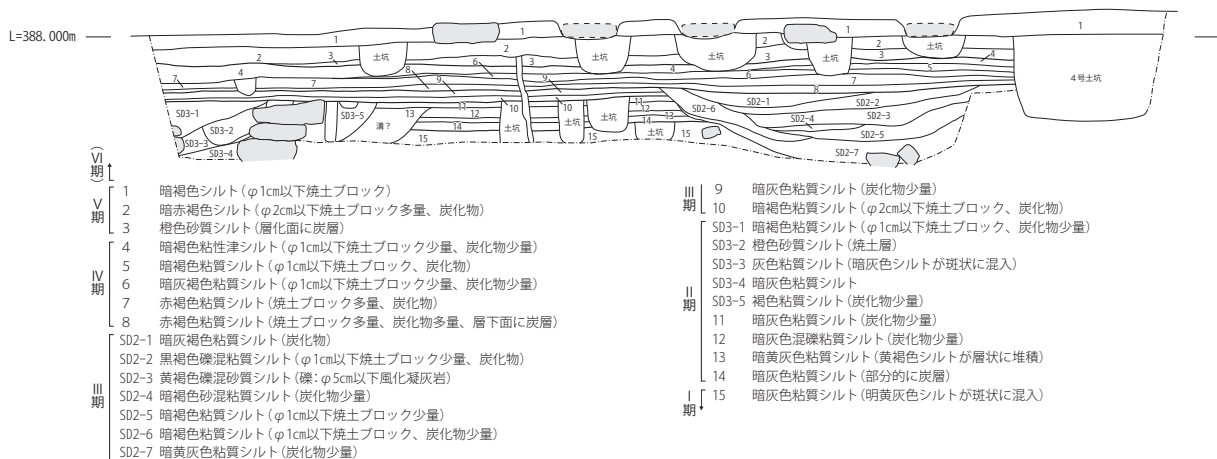 L=388.000m
1 1 1 1 1
2 3 土坑 2 3 土坑 土坑 2 3 土坑 2 3 土坑 4
7 4 7 8 9 6 9 4 6 5 7 8 4号土坑
SD3-1 SD3-2 SD3-3 SD3-4 SD3-5 溝? 13 11 12 14 15 10 土坑 10 土坑 土坑 11 12 13 14 土坑 15 SD2-6 SD2-1 SD2-2 SD2-3 SD2-4 SD2-5 SD2-7
(Ⅵ期)
Ⅴ期
1 暗褐色シルト(φ1cm以下焼土ブロック)
2 暗赤褐色シルト(φ2cm以下焼土ブロック多量、炭化物)
3 橙色砂質シルト(層化面に炭層)
Ⅳ期
4 暗褐色粘性津シルト(φ1cm以下焼土ブロック少量、炭化物少量)
5 暗褐色粘質シルト(φ1cm以下焼土ブロック、炭化物)
6 暗灰褐色粘質シルト(φ1cm以下焼土ブロック少量、炭化物少量)
7 赤褐色粘質シルト(焼土ブロック多量、炭化物)
8 赤褐色粘質シルト(焼土ブロック多量、炭化物多量、層下面に炭層)
Ⅲ期
SD2-1 暗灰褐色粘質シルト(炭化物)
SD2-2 黒褐色礫混粘質シルト(φ1cm以下焼土ブロック少量、炭化物)
SD2-3 黄褐色礫混砂質シルト(礫:φ5cm以下風化凝灰岩)
SD2-4 暗褐色砂混粘質シルト(炭化物少量)
SD2-5 暗褐色粘質シルト(φ1cm以下焼土ブロック少量)
SD2-6 暗褐色粘質シルト(φ1cm以下焼土ブロック、炭化物少量)
SD2-7 暗黄灰色粘質シルト(炭化物少量)
Ⅲ期
9 暗灰色粘質シルト(炭化物少量)
10 暗褐色粘質シルト(φ2cm以下焼土ブロック、炭化物)
Ⅱ期
SD3-1 暗褐色粘質シルト(φ1cm以下焼土ブロック、炭化物少量)
SD3-2 橙色砂質シルト(焼土層)
SD3-3 灰色粘質シルト(暗灰色シルトが斑状に混入)
SD3-4 暗灰色粘質シルト
SD3-5 褐色粘質シルト(炭化物少量)
11 暗灰色粘質シルト(炭化物少量)
12 暗灰色混礫粘質シルト(炭化物少量)
13 暗黄灰色粘質シルト(黄褐色シルトが層状に堆積)
14 暗灰色粘質シルト(部分的に炭層)
Ⅰ期
15 暗灰色粘質シルト(明黄灰色シルトが斑状に混入)